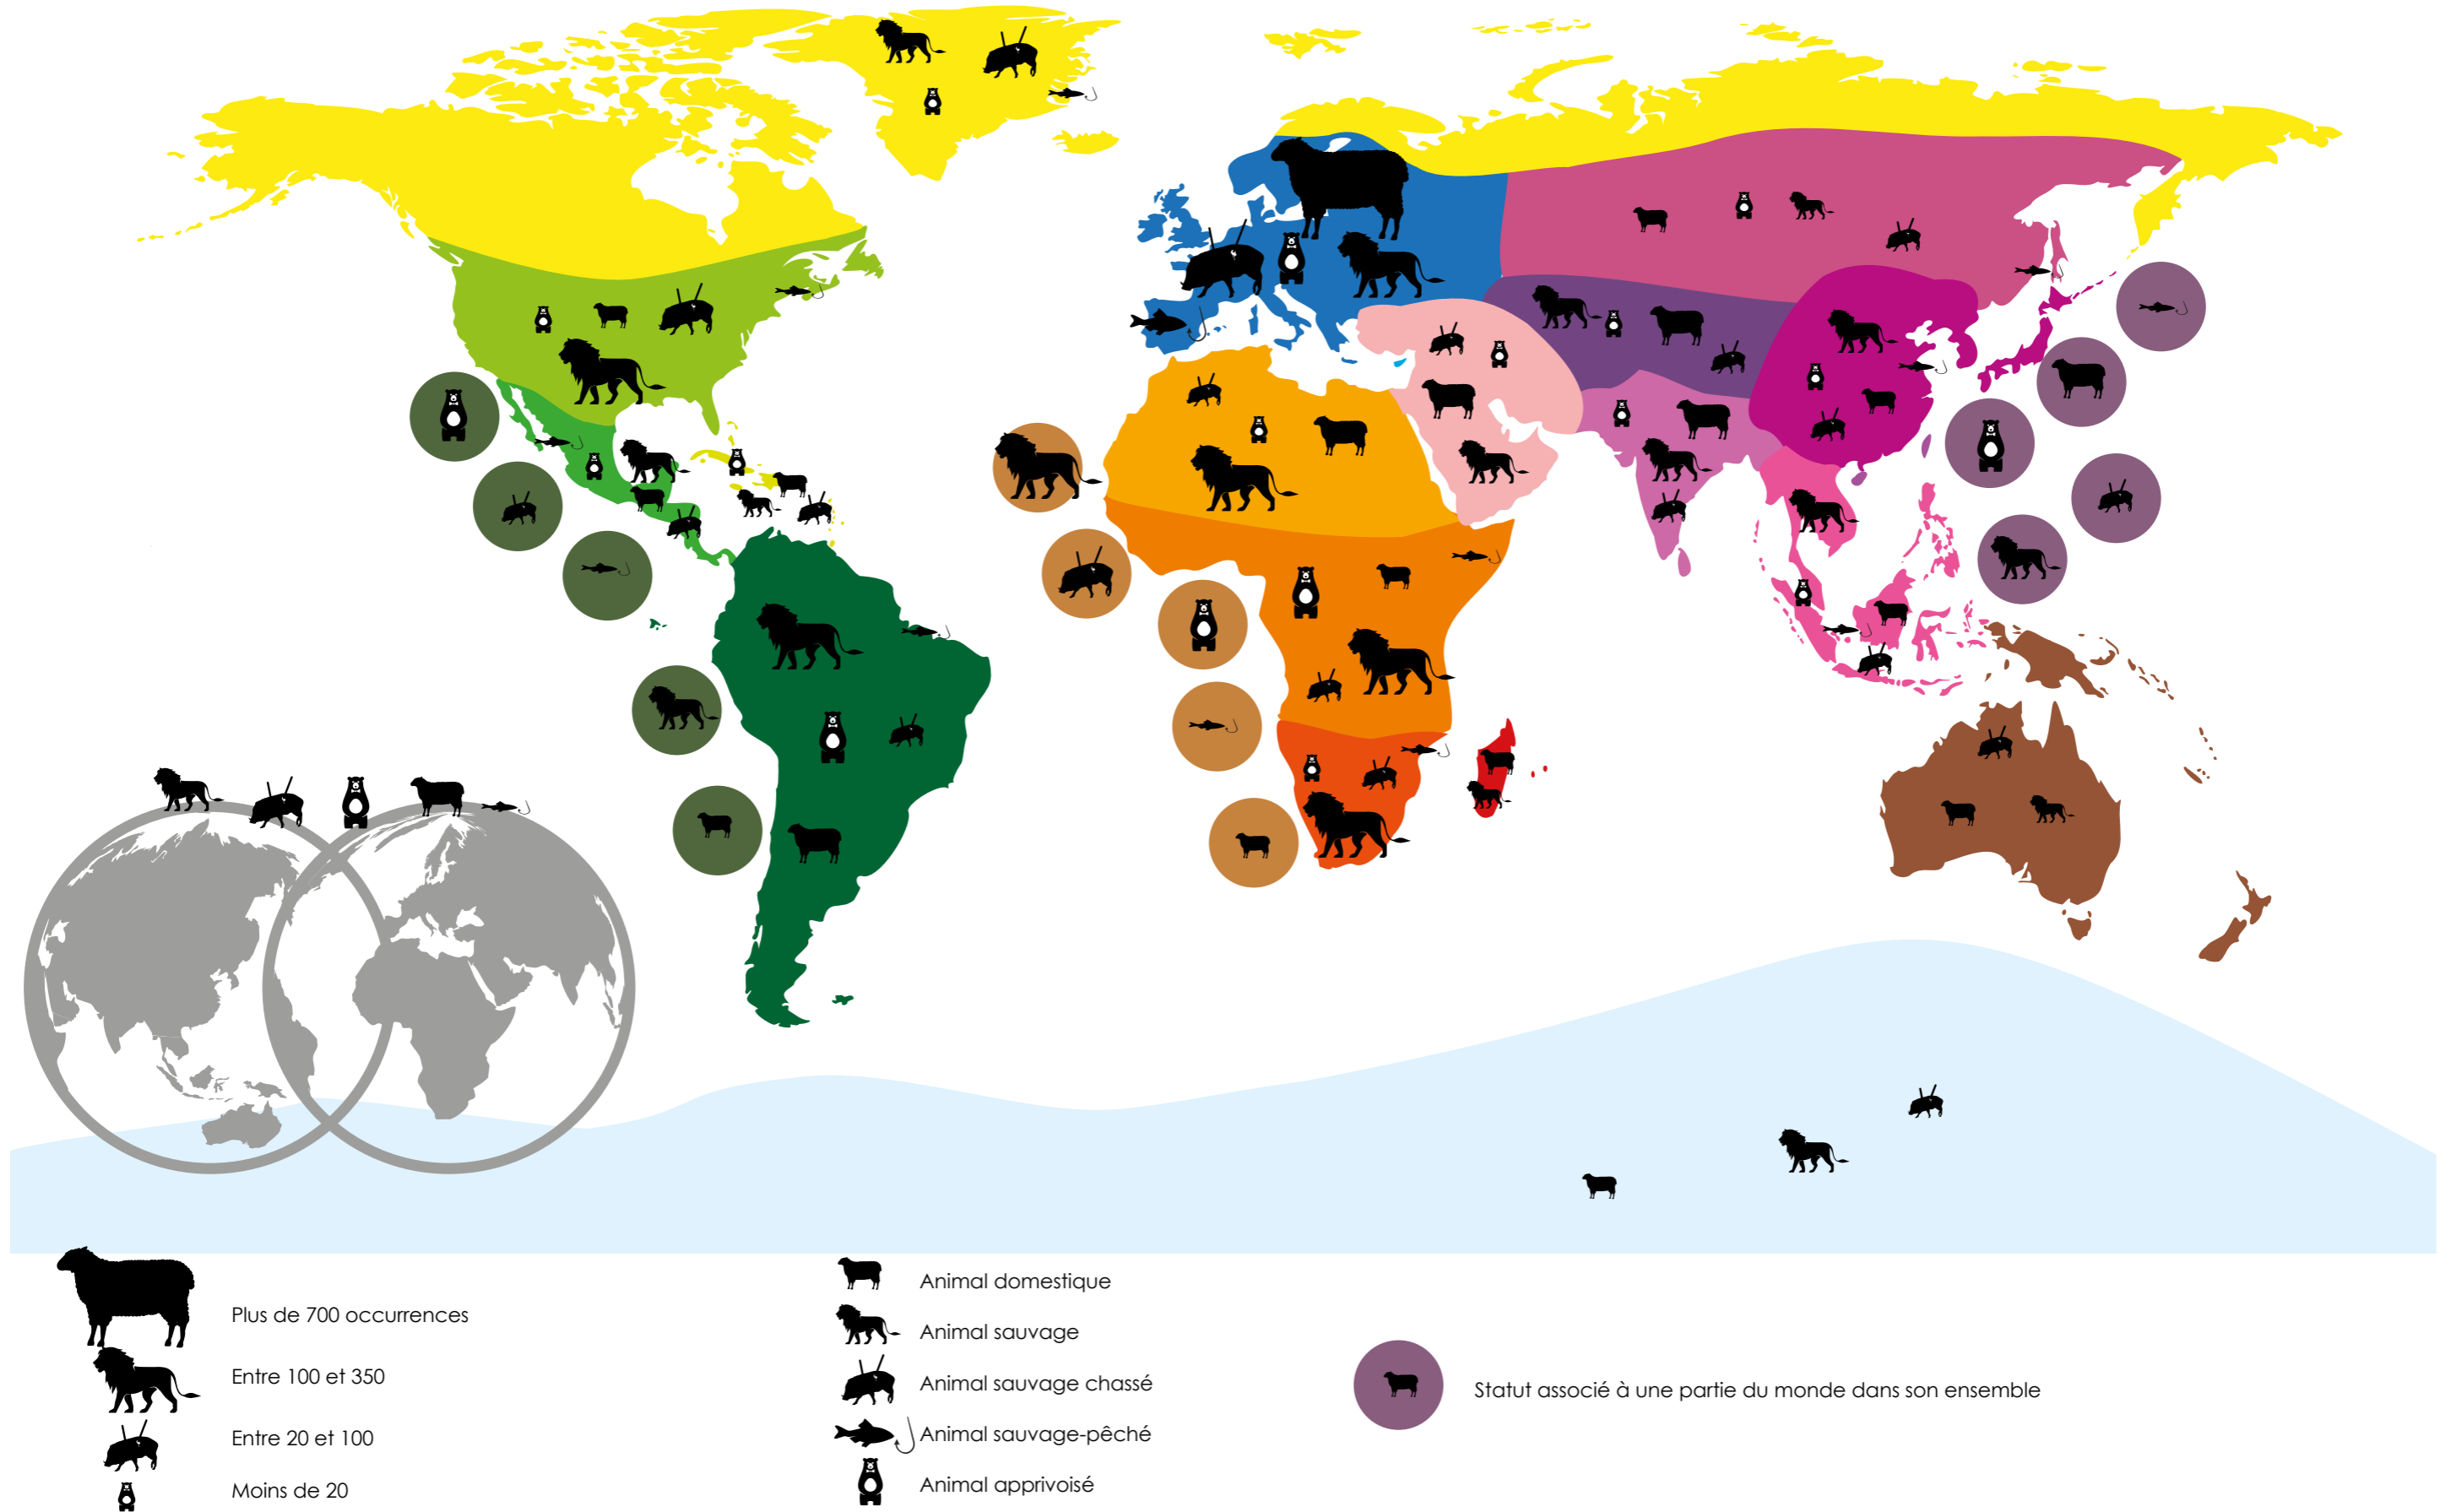 Plus de 700 occurrences
Entre 100 et 350
Entre 20 et 100
Moins de 20
Animal domestique
Animal sauvage
Animal sauvage chassé
Animal sauvage-pêché
Animal apprivoisé
Statut associé à une partie du monde dans son ensemble